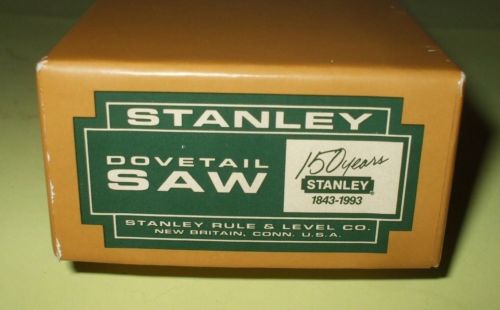 STANLEY
DOVETAIL
SAW
150 years
STANLEY
1843-1993
STANLEY RULE & LEVEL CO.
NEW BRITAIN, CONN. U.S.A.